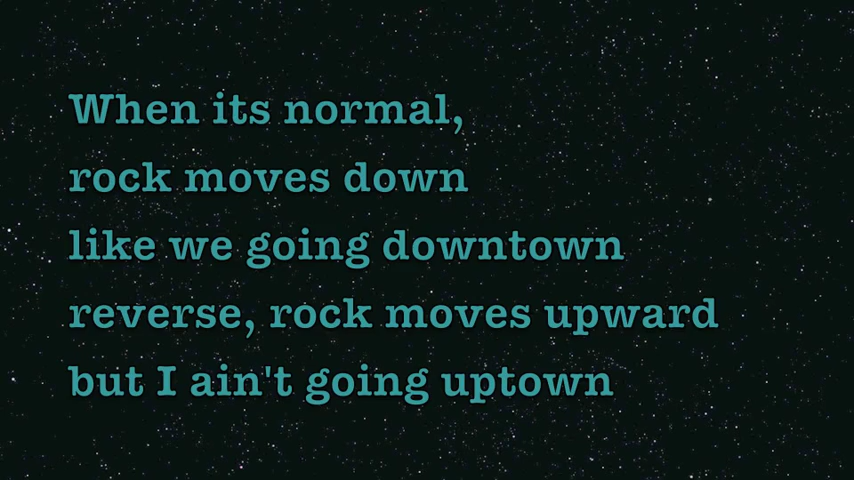 When its normal,
rock moves down
like we going downtown
reverse, rock moves upward
but I ain't going uptown